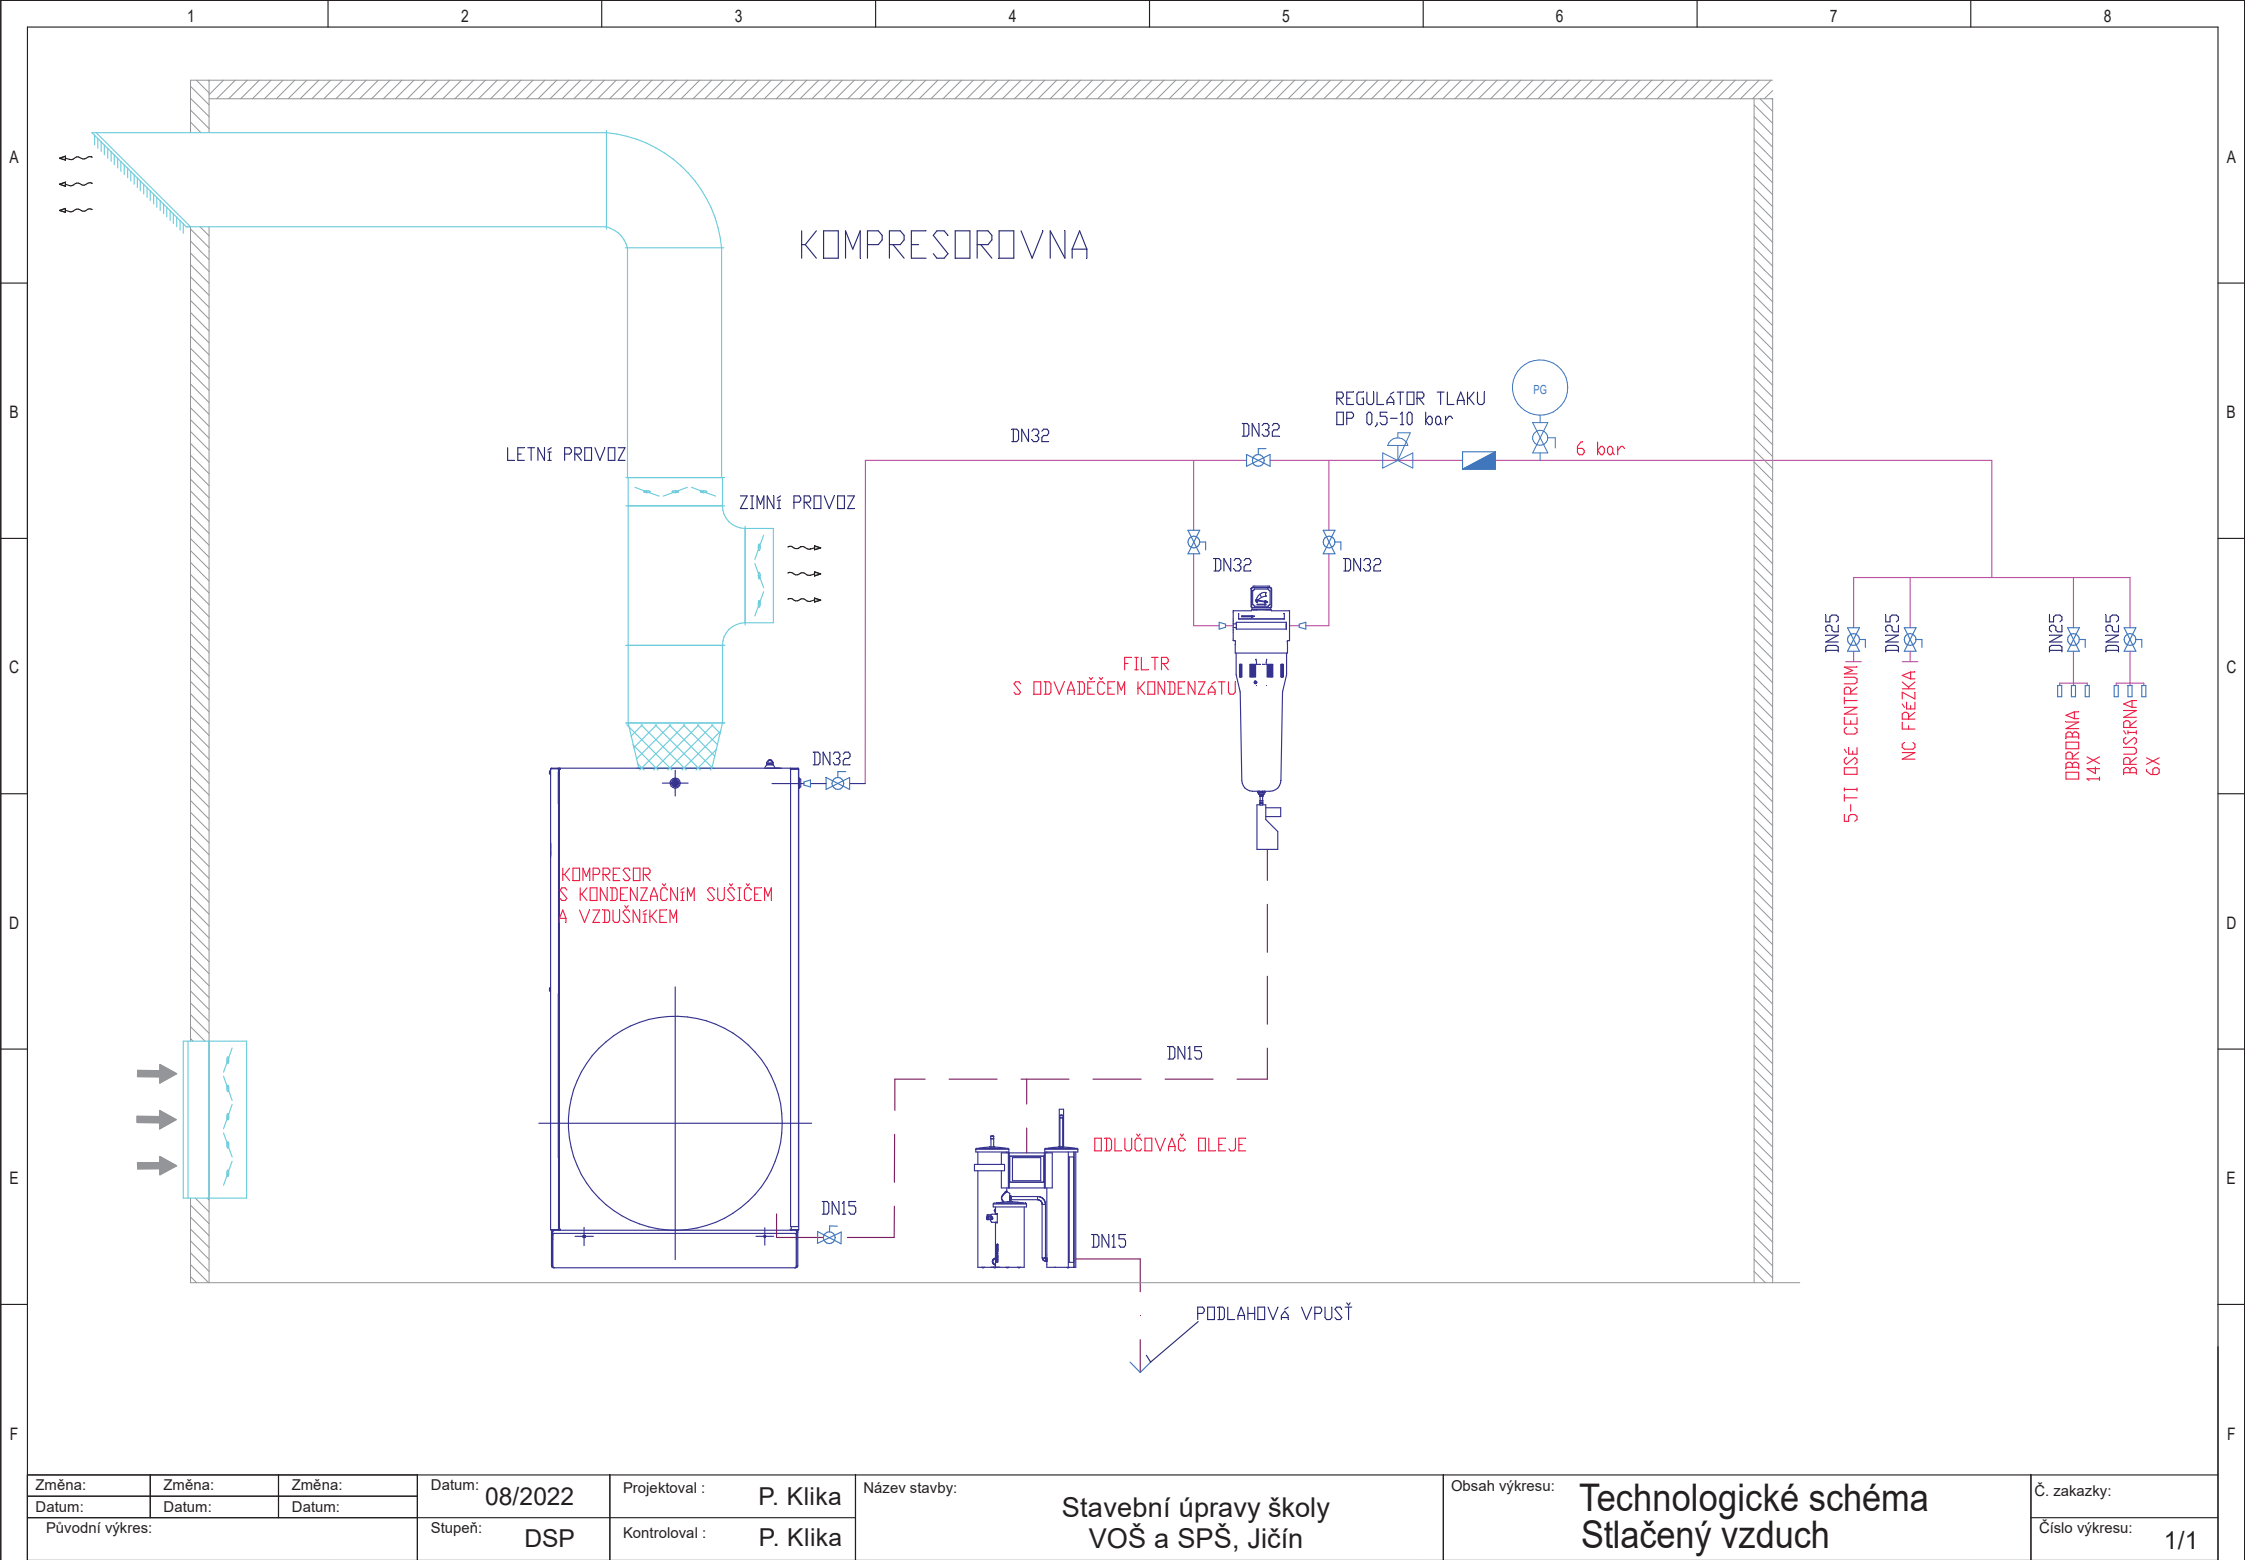 1 2 3 4 5 6 7 8
A A
KOMPRESOROVNA
B B
REGULáTOR TLAKU
OP 0,5-10 bar
PG
DN32
DN32
6 bar
LETNí PROVOZ
ZIMNí PROVOZ
DN32
DN32
DN25
DN25
DN25
DN25
C C
FILTR
S ODVADĚČEM KONDENZáTU
5-TI OSÉ CENTRUM
NC FRÉZKA
OBROBNA
14X
BRUSíRNA
6X
DN32
KOMPRESOR
S KONDENZAČNíM SUŠIČEM
A VZDUŠNíKEM
D D
DN15
ODLUČOVAČ OLEJE
E E
DN15
DN15
PODLAHOVá VPUSŤ
F F
Změna: Změna: Změna:
Datum: Datum: Datum:
Původní výkres:
Datum: 08/2022
Stupeň: DSP
Projektoval : P. Klika
Kontroloval : P. Klika
Název stavby:
Stavební úpravy školy
VOŠ a SPŠ, Jičín
Obsah výkresu: Technologické schéma
Stlačený vzduch
Č. zakazky:
Číslo výkresu: 1/1